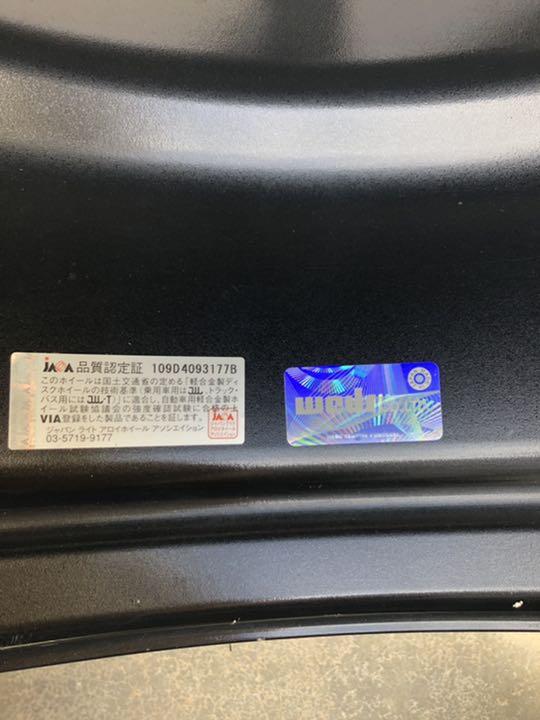 JAWA 品質認定証 109D4093177B
このホイールは国土交通省の定める「軽合金製ディ
スクホイールの技術基準」(乗用車用はJWL トラック・
バス用にはJWL-T)に適合し、自動車用軽合金製ホ
イール試験協議会の強度確認試験に合格の上
VIA登録をした製品であることを証します。
ジャパン ライト アロイホイール アソシエイション
03-5719-9177
weds